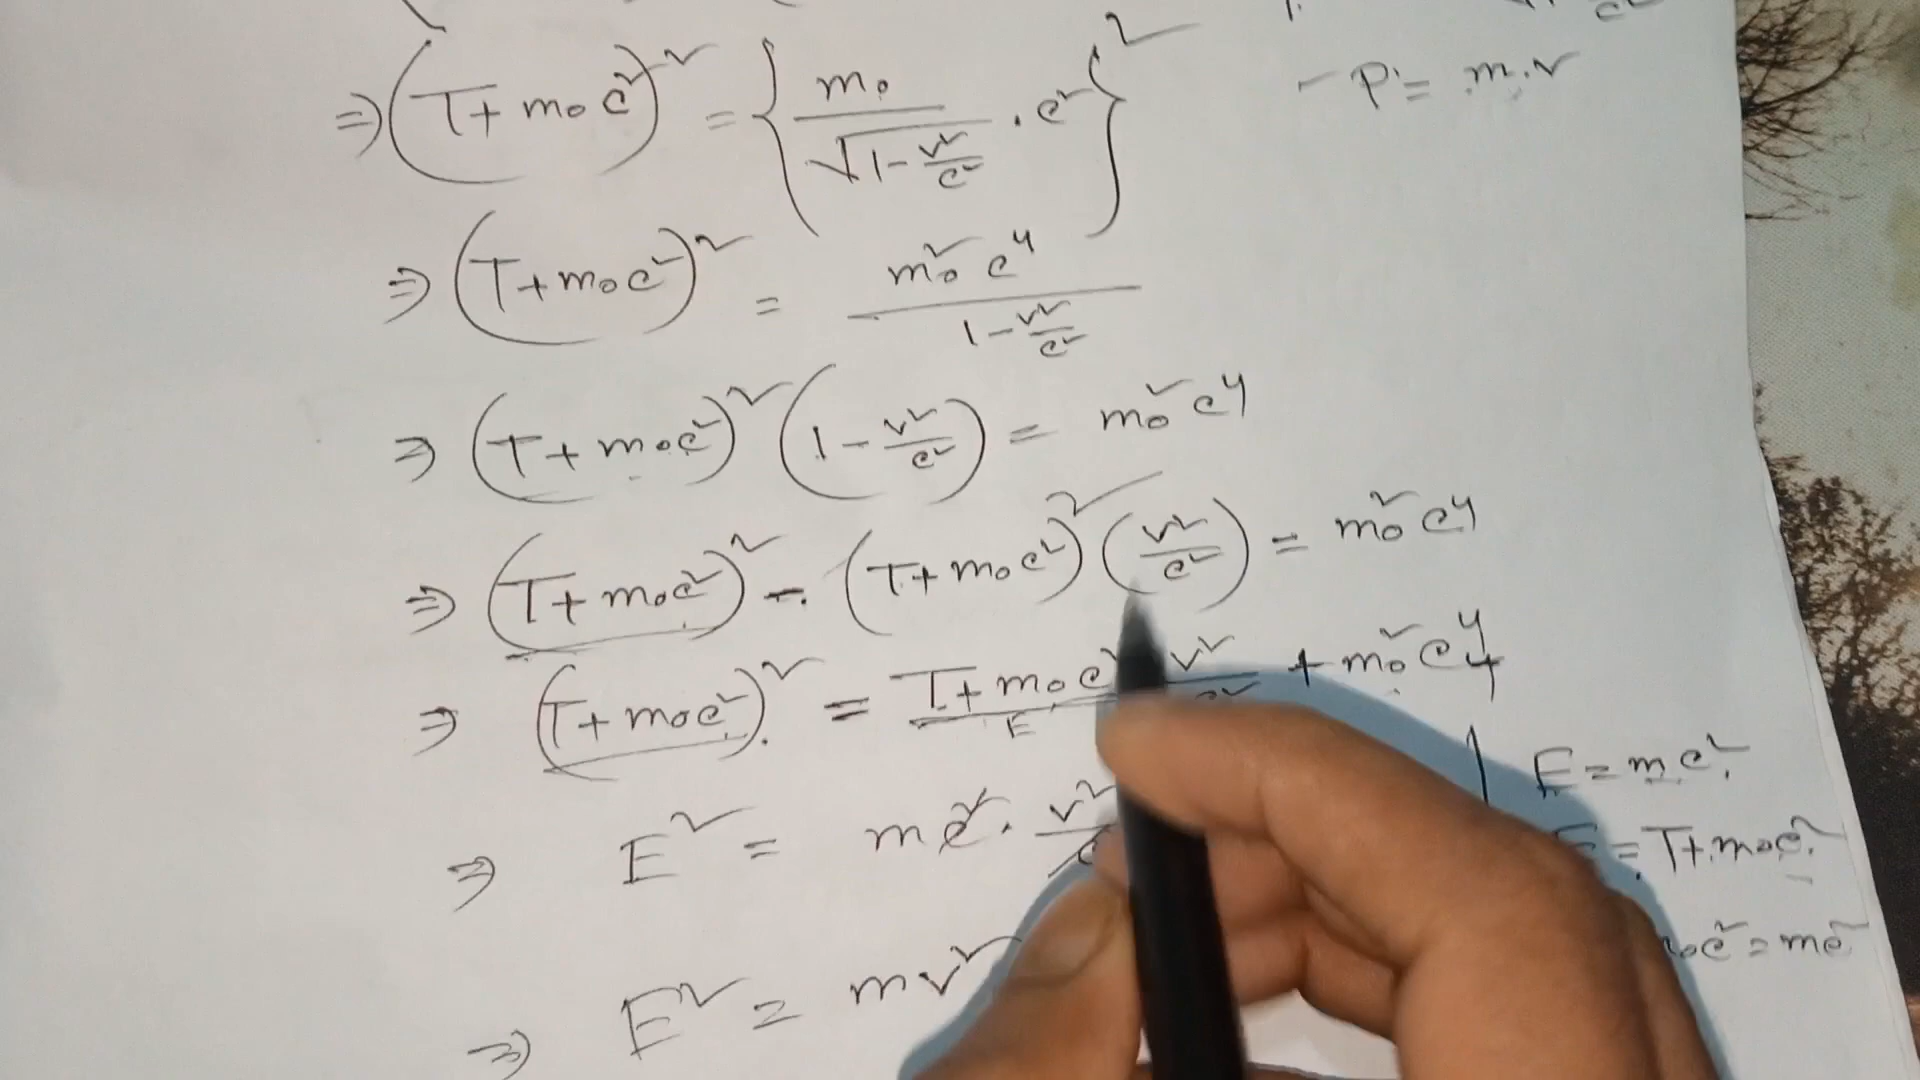 ⇒ (T + m₀c²)² = { m₀ / √(1 - v²/c²) · c² }²
- P = m.v
⇒ (T + m₀c²)² = m₀²c⁴ / (1 - v²/c²)
⇒ (T + m₀c²)² (1 - v²/c²) = m₀²c⁴
⇒ (T + m₀c²)² - (T + m₀c²)² (v²/c²) = m₀²c⁴
⇒ (T + m₀c²)² = T + m₀c² v²/c² + m₀²c⁴
E
E = mc²
⇒ E² = mc² · v²
E = T + m₀c²
m₀c² = mc²
⇒ E² = mv²